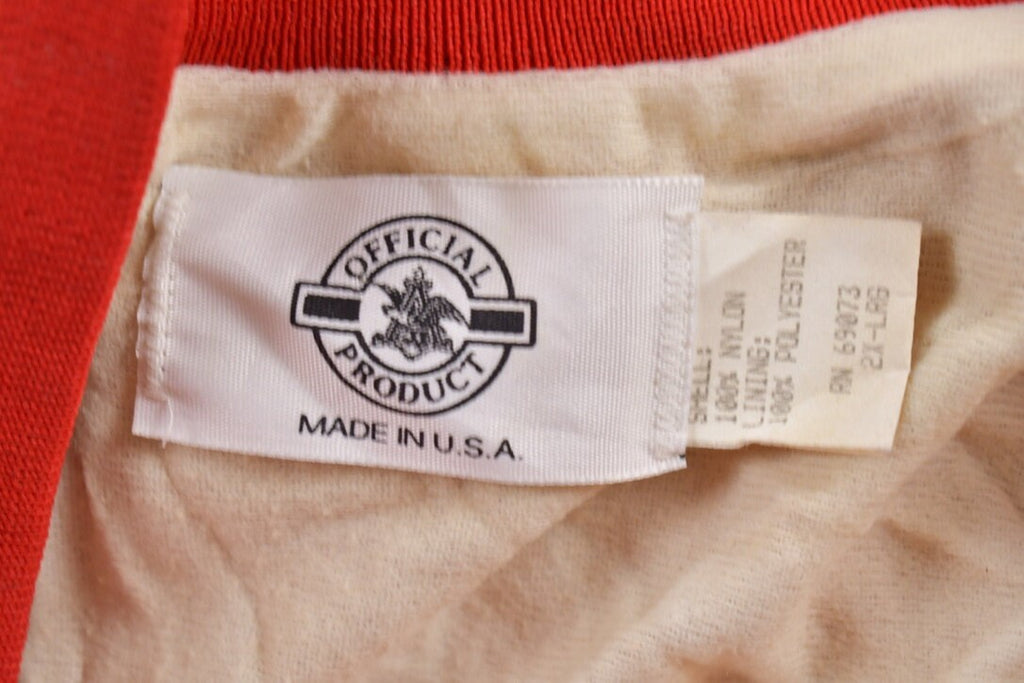 OFFICIAL
PRODUCT
MADE IN U.S.A.
SHELL:
100% NYLON
LINING:
100% POLYESTER
RN 69073
2X-LRG